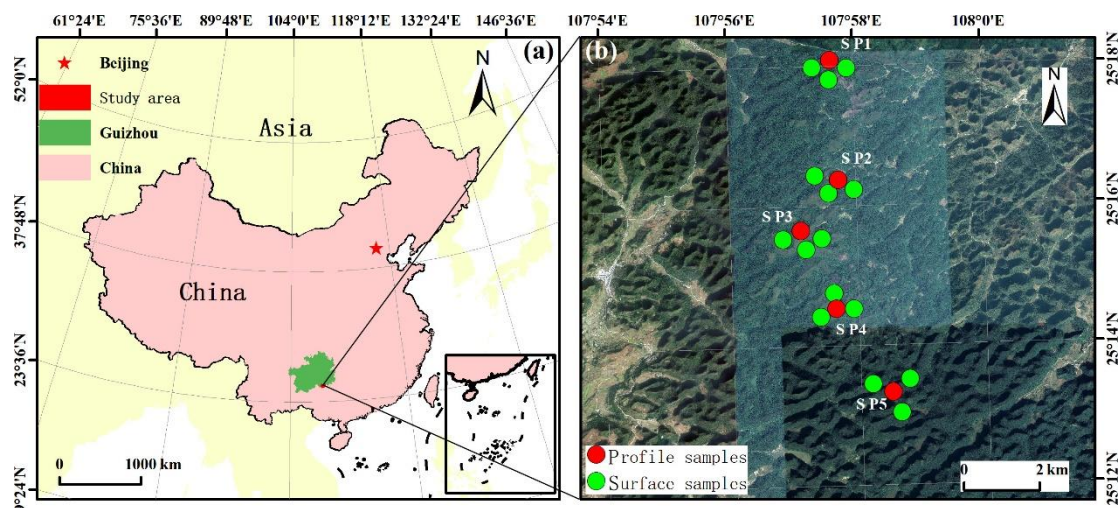 61°24'E 75°36'E 89°48'E 104°0'E 118°12'E 132°24'E 146°36'E
107°54'E 107°56'E 107°58'E 108°0'E
(a)
(b)
Beijing
Study area
Guizhou
China
N
Asia
China
0 1000 km
52°0'N
37°48'N
23°36'N
9°24'N
N
S P1
S P2
S P3
S P4
S P5
Profile samples
Surface samples
0 2 km
25°18'N
25°16'N
25°14'N
25°12'N